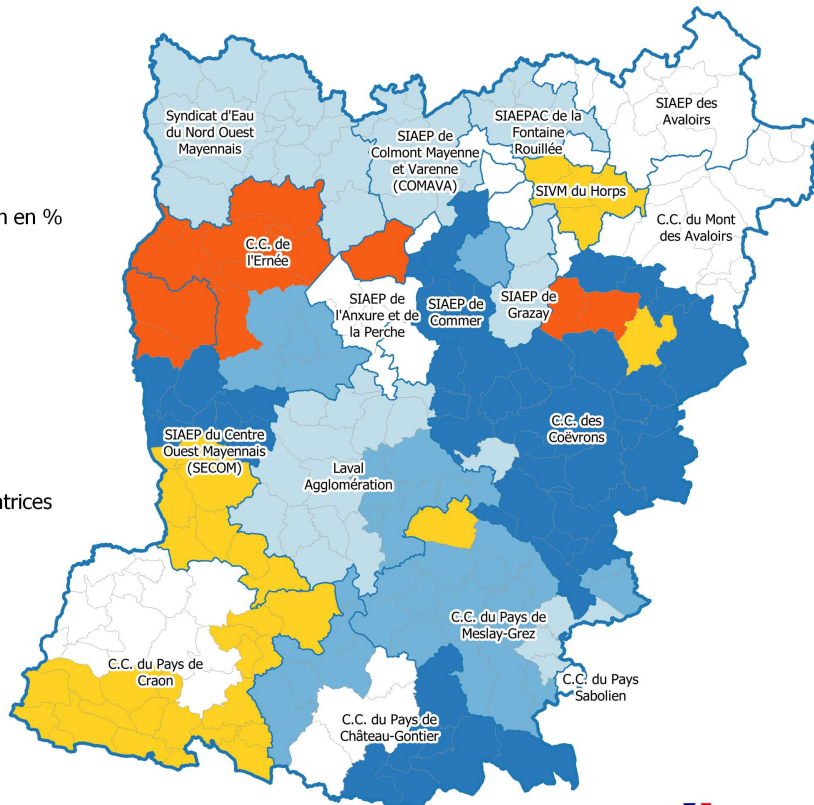 Syndicat d'Eau
du Nord Ouest
Mayennais
SIAEP de
Colmont Mayenne
et Varenne
(COMAVA)
SIAEPAC de la
Fontaine
Rouillée
SIAEP des
Avaloirs
SIVM du Horps
C.C. du Mont
des Avaloirs
en %
C.C. de
l'Ernée
SIAEP de
l'Anxure et de
la Perche
SIAEP de
Commer
SIAEP de
Grazay
C.C. des
Coëvrons
SIAEP du Centre
Ouest Mayennais
(SECOM)
Laval
Agglomération
C.C. du Pays de
Meslay-Grez
C.C. du Pays de
Craon
C.C. du Pays
Sabolien
C.C. du Pays de
Château-Gontier